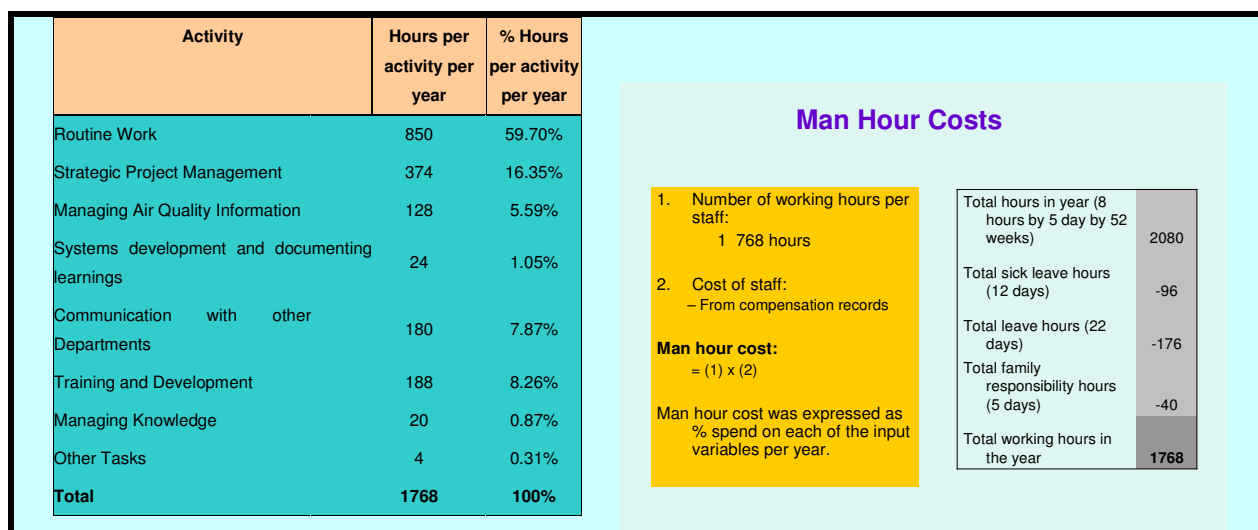 Activity Hours per activity per year % Hours per activity per year
Routine Work 850 59.70%
Strategic Project Management 374 16.35%
Managing Air Quality Information 128 5.59%
Systems development and documenting
learnings 24 1.05%
Communication with other
Departments 180 7.87%
Training and Development 188 8.26%
Managing Knowledge 20 0.87%
Other Tasks 4 0.31%
Total 1768 100%
Man Hour Costs
1. Number of working hours per
staff:
1 768 hours
2. Cost of staff:
– From compensation records
Man hour cost:
= (1) x (2)
Man hour cost was expressed as
% spend on each of the input
variables per year.
Total hours in year (8
hours by 5 day by 52
weeks) 2080
Total sick leave hours
(12 days) -96
Total leave hours (22
days) -176
Total family
responsibility hours
(5 days) -40
Total working hours in
the year 1768